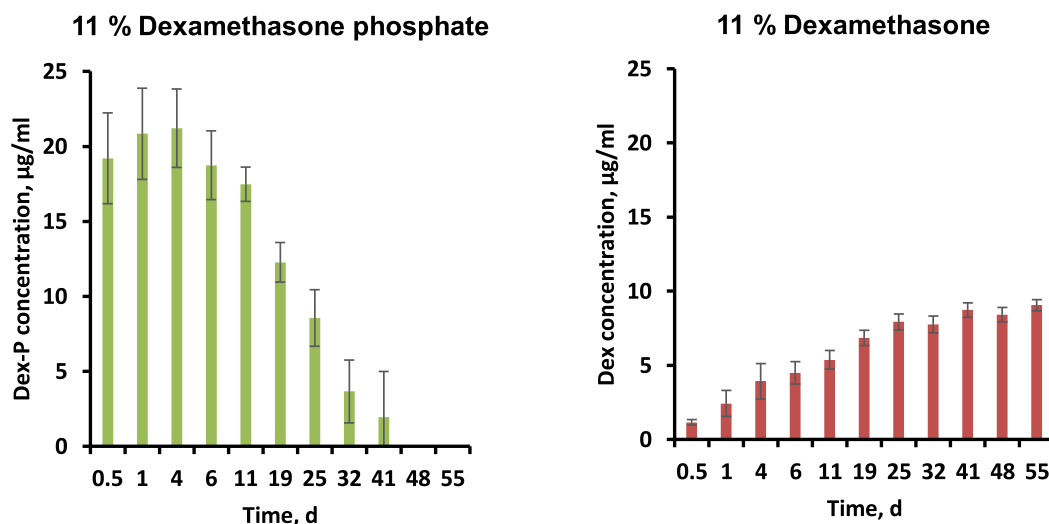 11 % Dexamethasone phosphate
Dex-P concentration, µg/ml
25
20
15
10
5
0
0.5 1 4 6 11 19 25 32 41 48 55
Time, d
11 % Dexamethasone
Dex concentration, µg/ml
25
20
15
10
5
0
0.5 1 4 6 11 19 25 32 41 48 55
Time, d